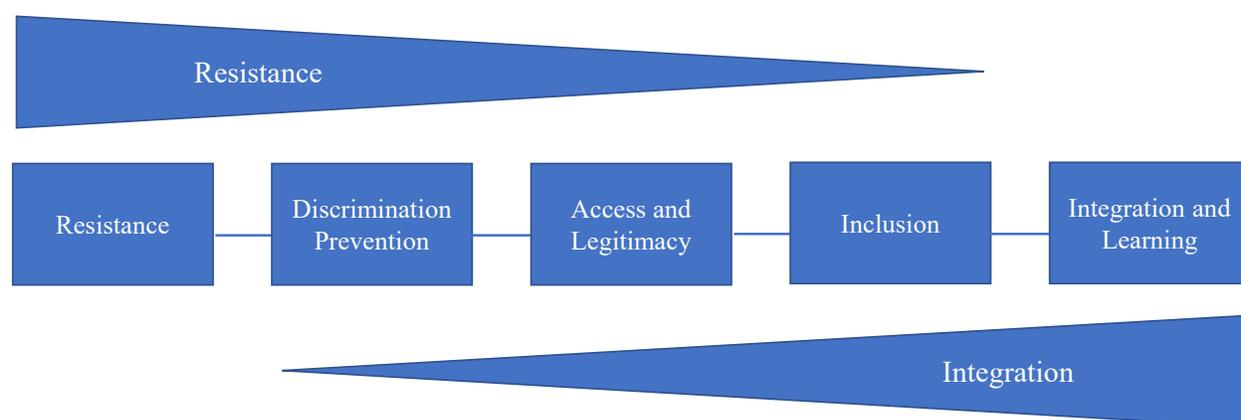 Resistance
Resistance
Discrimination
Prevention
Access and
Legitimacy
Inclusion
Integration and
Learning
Integration